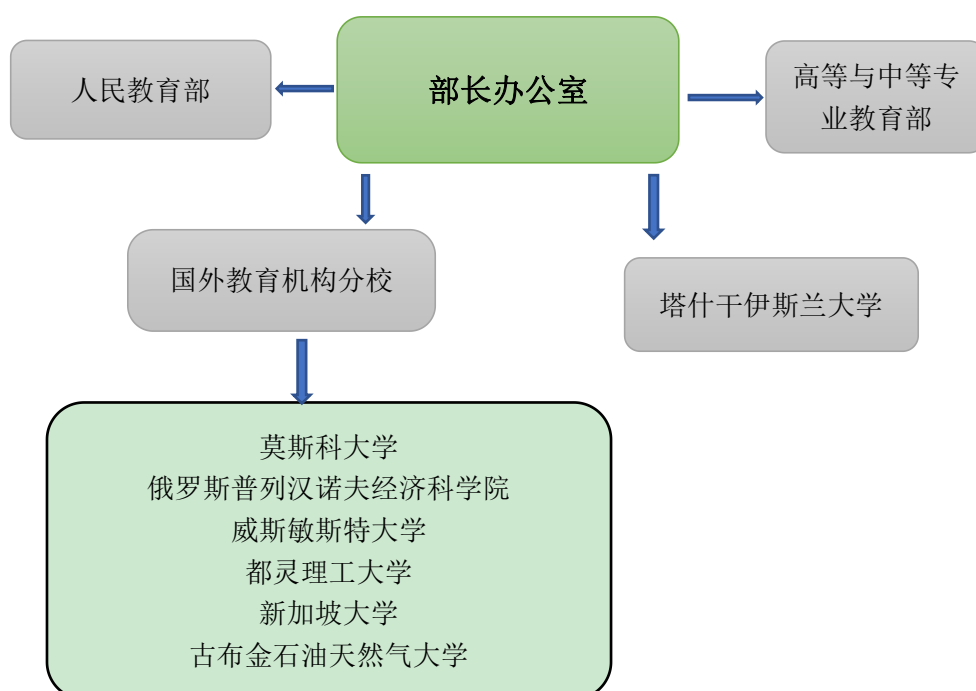 人民教育部
部长办公室
高等与中等专
业教育部
国外教育机构分校
塔什干伊斯兰大学
莫斯科大学
俄罗斯普列汉诺夫经济科学院
威斯敏斯特大学
都灵理工大学
新加坡大学
古布金石油天然气大学